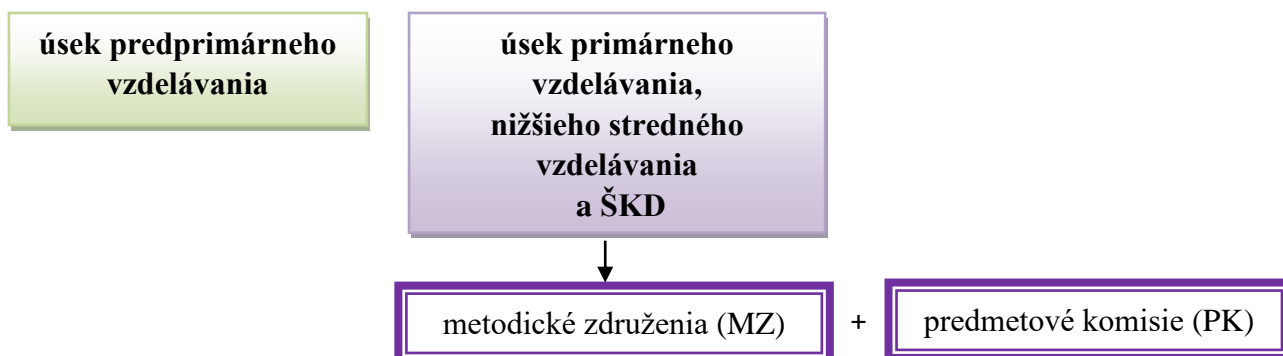 úsek predprimárneho
vzdelávania
úsek primárneho
vzdelávania,
nižšieho stredného
vzdelávania
a ŠKD
metodické združenia (MZ) + predmetové komisie (PK)